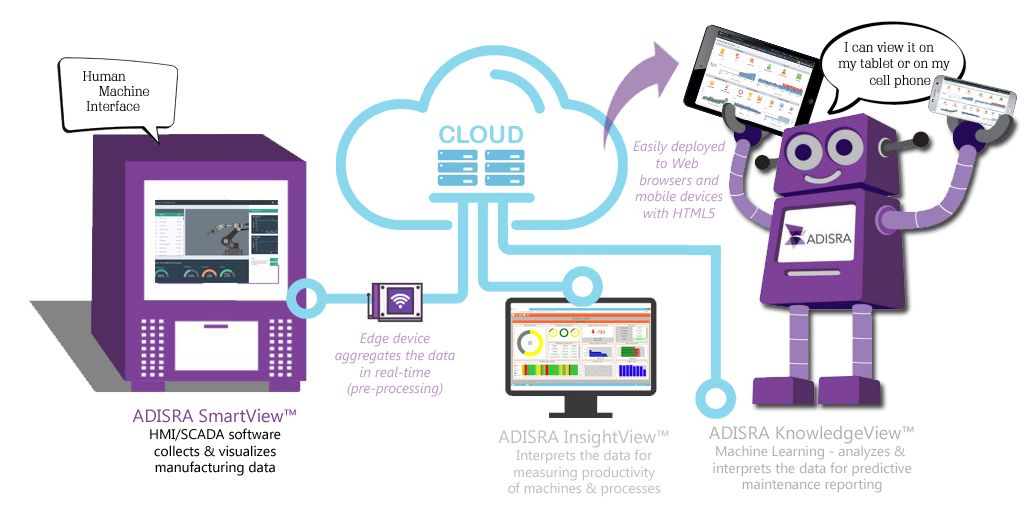 Human
Machine
Interface
CLOUD
I can view it on
my tablet or on my
cell phone
Easily deployed
to Web
browsers and
mobile devices
with HTML5
ADISRA
Edge device
aggregates the data
in real-time
(pre-processing)
ADISRA SmartView™
HMI/SCADA software
collects & visualizes
manufacturing data
ADISRA InsightView™
Interprets the data for
measuring productivity
of machines & processes
ADISRA KnowledgeView™
Machine Learning - analyzes &
interprets the data for predictive
maintenance reporting